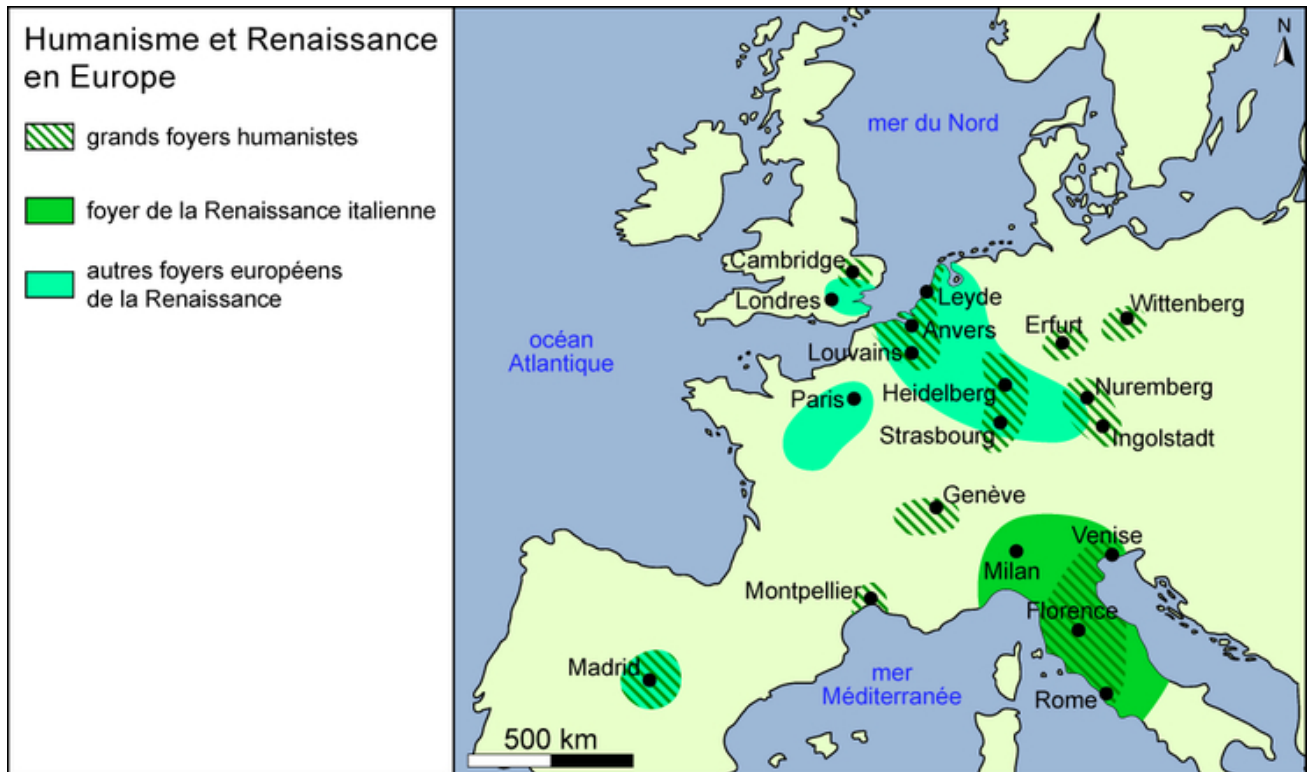 Humanisme et Renaissance
en Europe
grands foyers humanistes
foyer de la Renaissance italienne
autres foyers européens
de la Renaissance
N
mer du Nord
Cambridge
Londres
Leyde
Wittenberg
Erfurt
Anvers
océan
Atlantique
Louvains
Heidelberg
Nuremberg
Paris
Strasbourg
Ingolstadt
Genève
Venise
Milan
Montpellier
Florence
Madrid
mer
Méditerranée
Rome
500 km